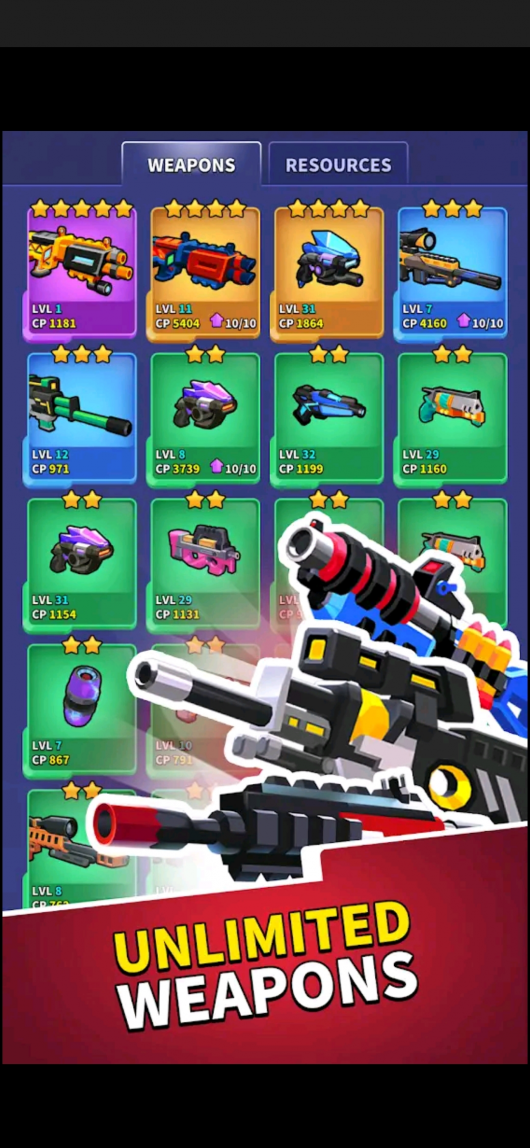 WEAPONS
RESOURCES
LVL 1
CP 1181
LVL 11
CP 5404 10/10
LVL 31
CP 1864
LVL 7
CP 4160 10/10
LVL 12
CP 971
LVL 8
CP 3739 10/10
LVL 32
CP 1199
LVL 29
CP 1160
LVL 31
CP 1154
LVL 29
CP 1131
LVL 7
CP 867
LVL 10
CP 791
LVL 8
UNLIMITED
WEAPONS